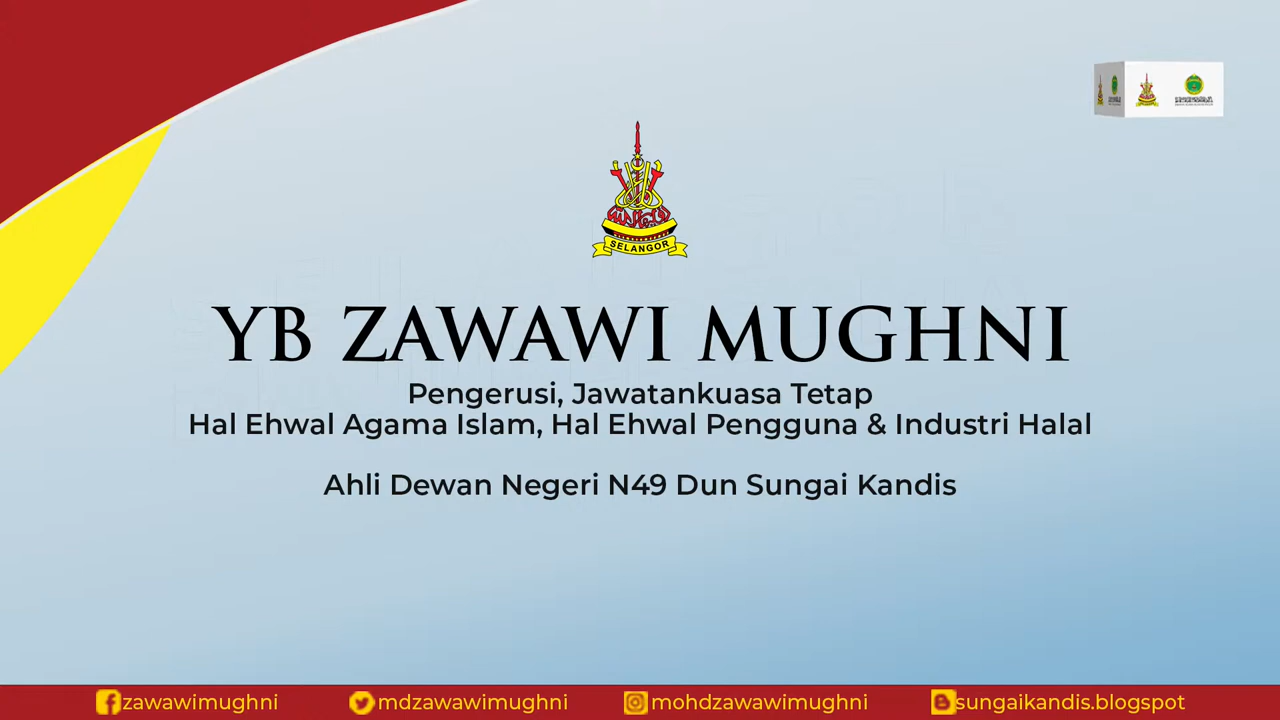 SELANGOR
YB ZAWAWI MUGHNI
Pengerusi, Jawatankuasa Tetap
Hal Ehwal Agama Islam, Hal Ehwal Pengguna & Industri Halal
Ahli Dewan Negeri N49 Dun Sungai Kandis
zawawimughni mdzawawimughni mohdzawawimughni sungaikandis.blogspot